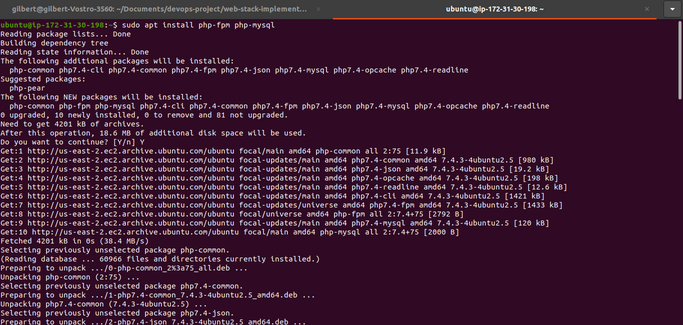 gilbert@gilbert-Vostro-3560: ~/Documents/devops-project/web-stack-implement...
ubuntu@ip-172-31-30-198: ~
ubuntu@ip-172-31-30-198:~$ sudo apt install php-fpm php-mysql
Reading package lists... Done
Building dependency tree
Reading state information... Done
The following additional packages will be installed:
php-common php7.4-cli php7.4-common php7.4-fpm php7.4-json php7.4-mysql php7.4-opcache php7.4-readline
Suggested packages:
php-pear
The following NEW packages will be installed:
php-common php-fpm php-mysql php7.4-cli php7.4-common php7.4-fpm php7.4-json php7.4-mysql php7.4-opcache php7.4-readline
0 upgraded, 10 newly installed, 0 to remove and 81 not upgraded.
Need to get 4201 kB of archives.
After this operation, 18.6 MB of additional disk space will be used.
Do you want to continue? [Y/n] Y
Get:1 http://us-east-2.ec2.archive.ubuntu.com/ubuntu focal/main amd64 php-common all 2:75 [11.9 kB]
Get:2 http://us-east-2.ec2.archive.ubuntu.com/ubuntu focal-updates/main amd64 php7.4-common amd64 7.4.3-4ubuntu2.5 [980 kB]
Get:3 http://us-east-2.ec2.archive.ubuntu.com/ubuntu focal-updates/main amd64 php7.4-json amd64 7.4.3-4ubuntu2.5 [19.2 kB]
Get:4 http://us-east-2.ec2.archive.ubuntu.com/ubuntu focal-updates/main amd64 php7.4-opcache amd64 7.4.3-4ubuntu2.5 [198 kB]
Get:5 http://us-east-2.ec2.archive.ubuntu.com/ubuntu focal-updates/main amd64 php7.4-readline amd64 7.4.3-4ubuntu2.5 [12.6 kB]
Get:6 http://us-east-2.ec2.archive.ubuntu.com/ubuntu focal-updates/main amd64 php7.4-cli amd64 7.4.3-4ubuntu2.5 [1421 kB]
Get:7 http://us-east-2.ec2.archive.ubuntu.com/ubuntu focal-updates/universe amd64 php7.4-fpm amd64 7.4.3-4ubuntu2.5 [1433 kB]
Get:8 http://us-east-2.ec2.archive.ubuntu.com/ubuntu focal/universe amd64 php-fpm all 2:7.4+75 [2792 B]
Get:9 http://us-east-2.ec2.archive.ubuntu.com/ubuntu focal-updates/main amd64 php7.4-mysql amd64 7.4.3-4ubuntu2.5 [120 kB]
Get:10 http://us-east-2.ec2.archive.ubuntu.com/ubuntu focal/main amd64 php-mysql all 2:7.4+75 [2000 B]
Fetched 4201 kB in 0s (38.4 MB/s)
Selecting previously unselected package php-common.
(Reading database ... 60966 files and directories currently installed.)
Preparing to unpack .../0-php-common_2%3a75_all.deb ...
Unpacking php-common (2:75) ...
Selecting previously unselected package php7.4-common.
Preparing to unpack .../1-php7.4-common_7.4.3-4ubuntu2.5_amd64.deb ...
Unpacking php7.4-common (7.4.3-4ubuntu2.5) ...
Selecting previously unselected package php7.4-json.
Preparing to unpack .../2-php7.4-json_7.4.3-4ubuntu2.5_amd64.deb ...